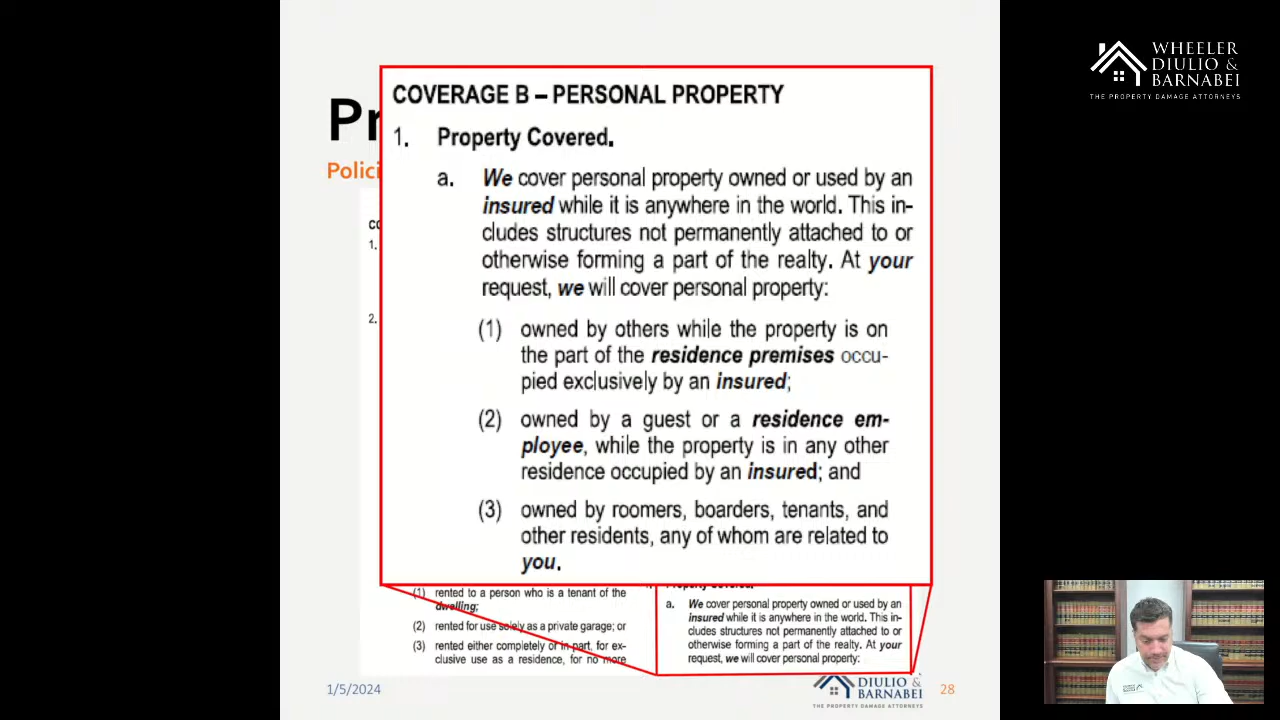 WHEELER
DIULIO &
BARNABEI
THE PROPERTY DAMAGE ATTORNEYS
COVERAGE B – PERSONAL PROPERTY
1. Property Covered.
a. We cover personal property owned or used by an
insured while it is anywhere in the world. This in-
cludes structures not permanently attached to or
otherwise forming a part of the realty. At your
request, we will cover personal property:
(1) owned by others while the property is on
the part of the residence premises occu-
pied exclusively by an insured;
(2) owned by a guest or a residence em-
ployee, while the property is in any other
residence occupied by an insured; and
(3) owned by roomers, boarders, tenants, and
other residents, any of whom are related to
you.
Pr
Polici
CO
1.
2.
(1) rented to a person who is a tenant of the
dwelling;
(2) rented for use solely as a private garage; or
(3) rented either completely or in part, for ex-
clusive use as a residence, for no more
Property Covered.
a. We cover personal property owned or used by an
insured while it is anywhere in the world. This in-
cludes structures not permanently attached to or
otherwise forming a part of the realty. At your
request, we will cover personal property:
1/5/2024
DIULIO &
BARNABEI
THE PROPERTY DAMAGE ATTORNEYS
28